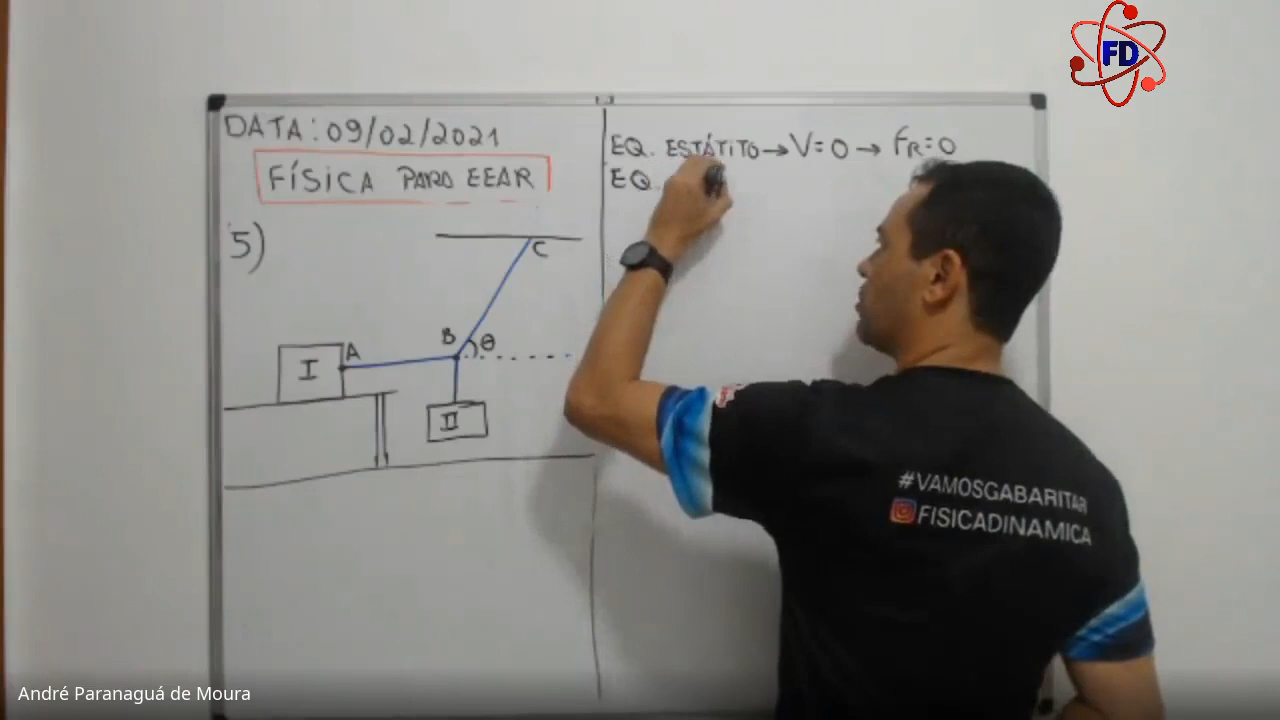 FD
DATA: 09/02/2021
FÍSICA PARA EEAR
5)
C
B
θ
A
I
II
EQ. ESTÁTITO → V = 0 → FR = 0
EQ.
#VAMOSGABARITAR
FISICADINAMICA
André Paranaguá de Moura